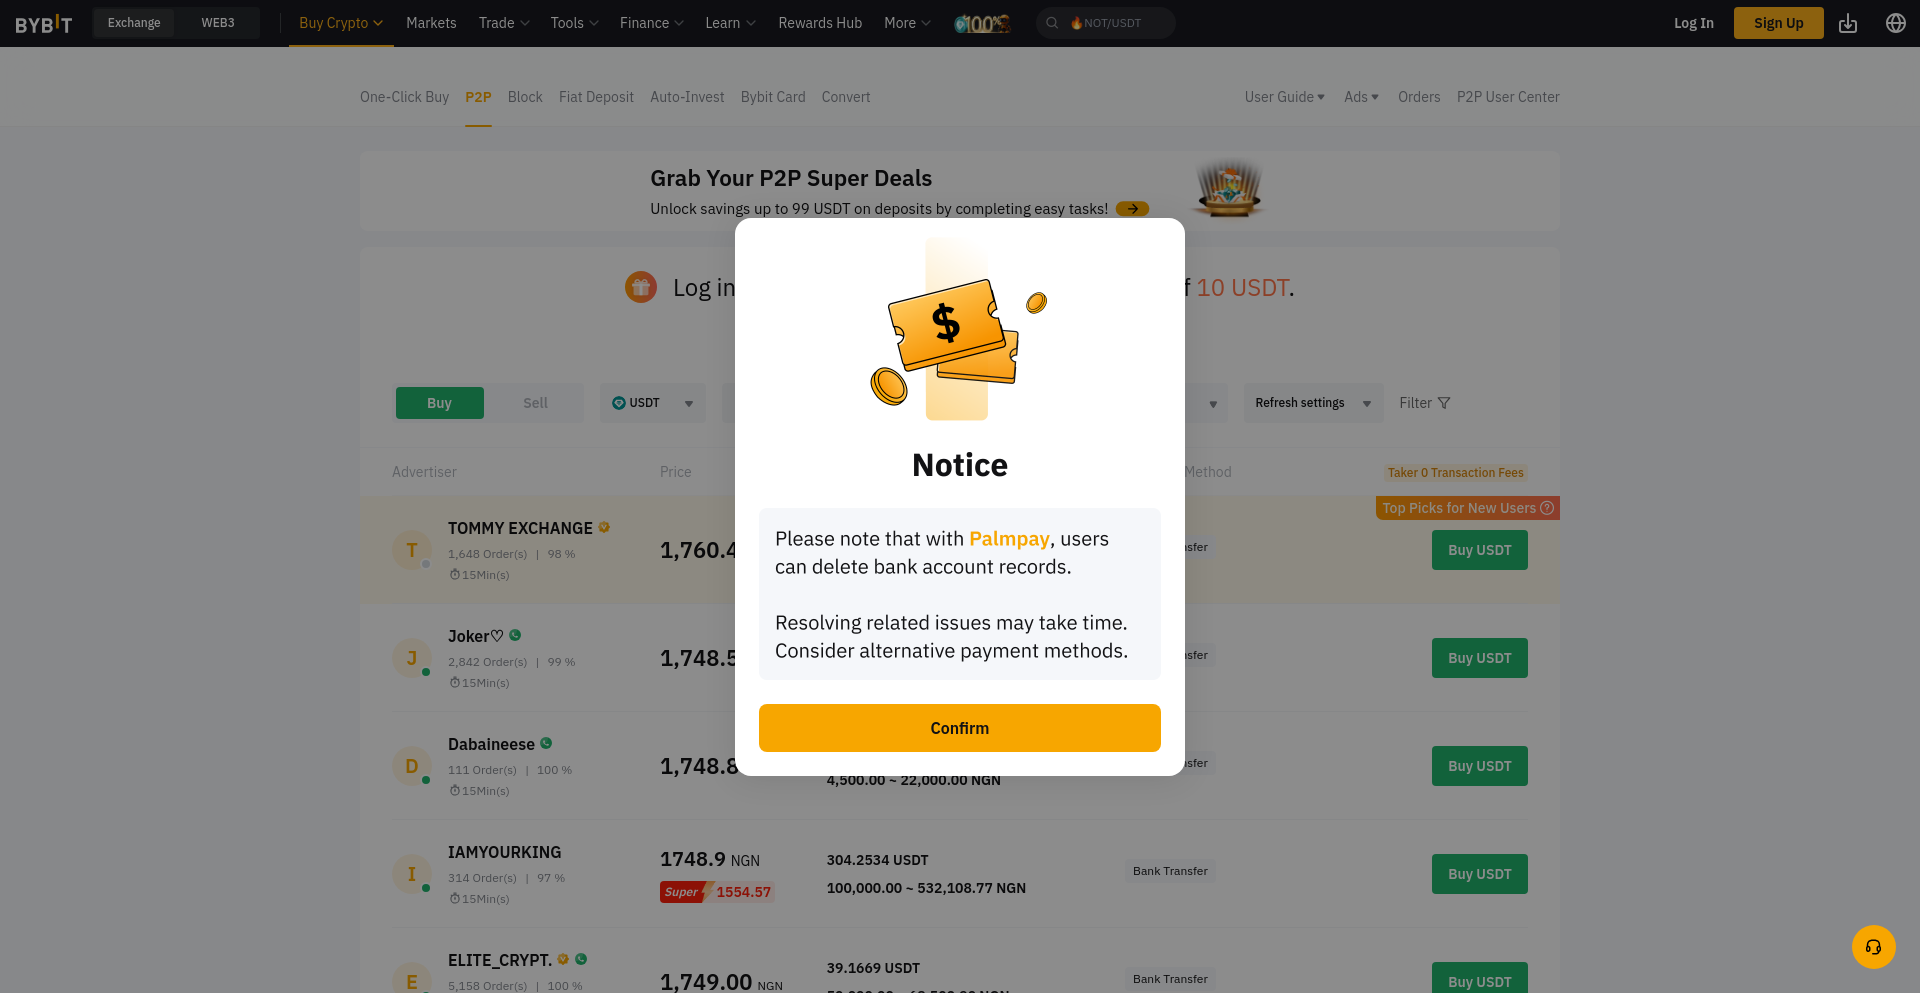 BYBIT
Exchange
WEB3
Buy Crypto
Markets
Trade
Tools
Finance
Learn
Rewards Hub
More
100%
NOT/USDT
Log In
Sign Up
One-Click Buy
P2P
Block
Fiat Deposit
Auto-Invest
Bybit Card
Convert
User Guide
Ads
Orders
P2P User Center
Grab Your P2P Super Deals
Unlock savings up to 99 USDT on deposits by completing easy tasks!
Log in
10 USDT.
Buy
Sell
USDT
Refresh settings
Filter
Advertiser
Price
Method
Taker 0 Transaction Fees
Top Picks for New Users
T
TOMMY EXCHANGE
1,648 Order(s) | 98 %
15Min(s)
1,760.4
Buy USDT
J
Joker♡
2,842 Order(s) | 99 %
15Min(s)
1,748.5
Buy USDT
D
Dabaineese
111 Order(s) | 100 %
15Min(s)
1,748.8
4,500.00 ~ 22,000.00 NGN
Buy USDT
I
IAMYOURKING
314 Order(s) | 97 %
15Min(s)
1748.9 NGN
Super 1554.57
304.2534 USDT
100,000.00 ~ 532,108.77 NGN
Bank Transfer
Buy USDT
E
ELITE_CRYPT.
5,158 Order(s) | 100 %
1,749.00 NGN
39.1669 USDT
Bank Transfer
Buy USDT
$
Notice
Please note that with Palmpay, users
can delete bank account records.
Resolving related issues may take time.
Consider alternative payment methods.
Confirm